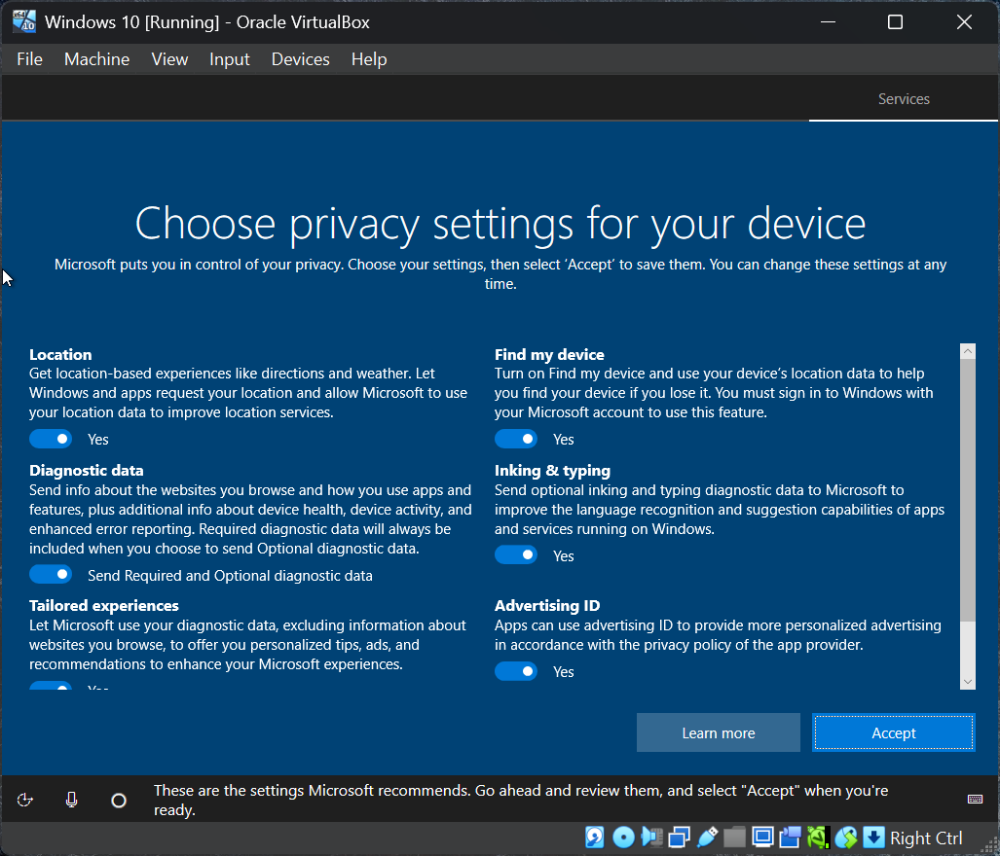 Windows 10 [Running] - Oracle VirtualBox
File Machine View Input Devices Help
Services
Choose privacy settings for your device
Microsoft puts you in control of your privacy. Choose your settings, then select ‘Accept’ to save them. You can change these settings at any
time.
Location
Get location-based experiences like directions and weather. Let
Windows and apps request your location and allow Microsoft to use
your location data to improve location services.
Yes
Find my device
Turn on Find my device and use your device’s location data to help
you find your device if you lose it. You must sign in to Windows with
your Microsoft account to use this feature.
Yes
Diagnostic data
Send info about the websites you browse and how you use apps and
features, plus additional info about device health, device activity, and
enhanced error reporting. Required diagnostic data will always be
included when you choose to send Optional diagnostic data.
Send Required and Optional diagnostic data
Inking & typing
Send optional inking and typing diagnostic data to Microsoft to
improve the language recognition and suggestion capabilities of apps
and services running on Windows.
Yes
Tailored experiences
Let Microsoft use your diagnostic data, excluding information about
websites you browse, to offer you personalized tips, ads, and
recommendations to enhance your Microsoft experiences.
Yes
Advertising ID
Apps can use advertising ID to provide more personalized advertising
in accordance with the privacy policy of the app provider.
Yes
Learn more
Accept
These are the settings Microsoft recommends. Go ahead and review them, and select "Accept" when you're
ready.
Right Ctrl